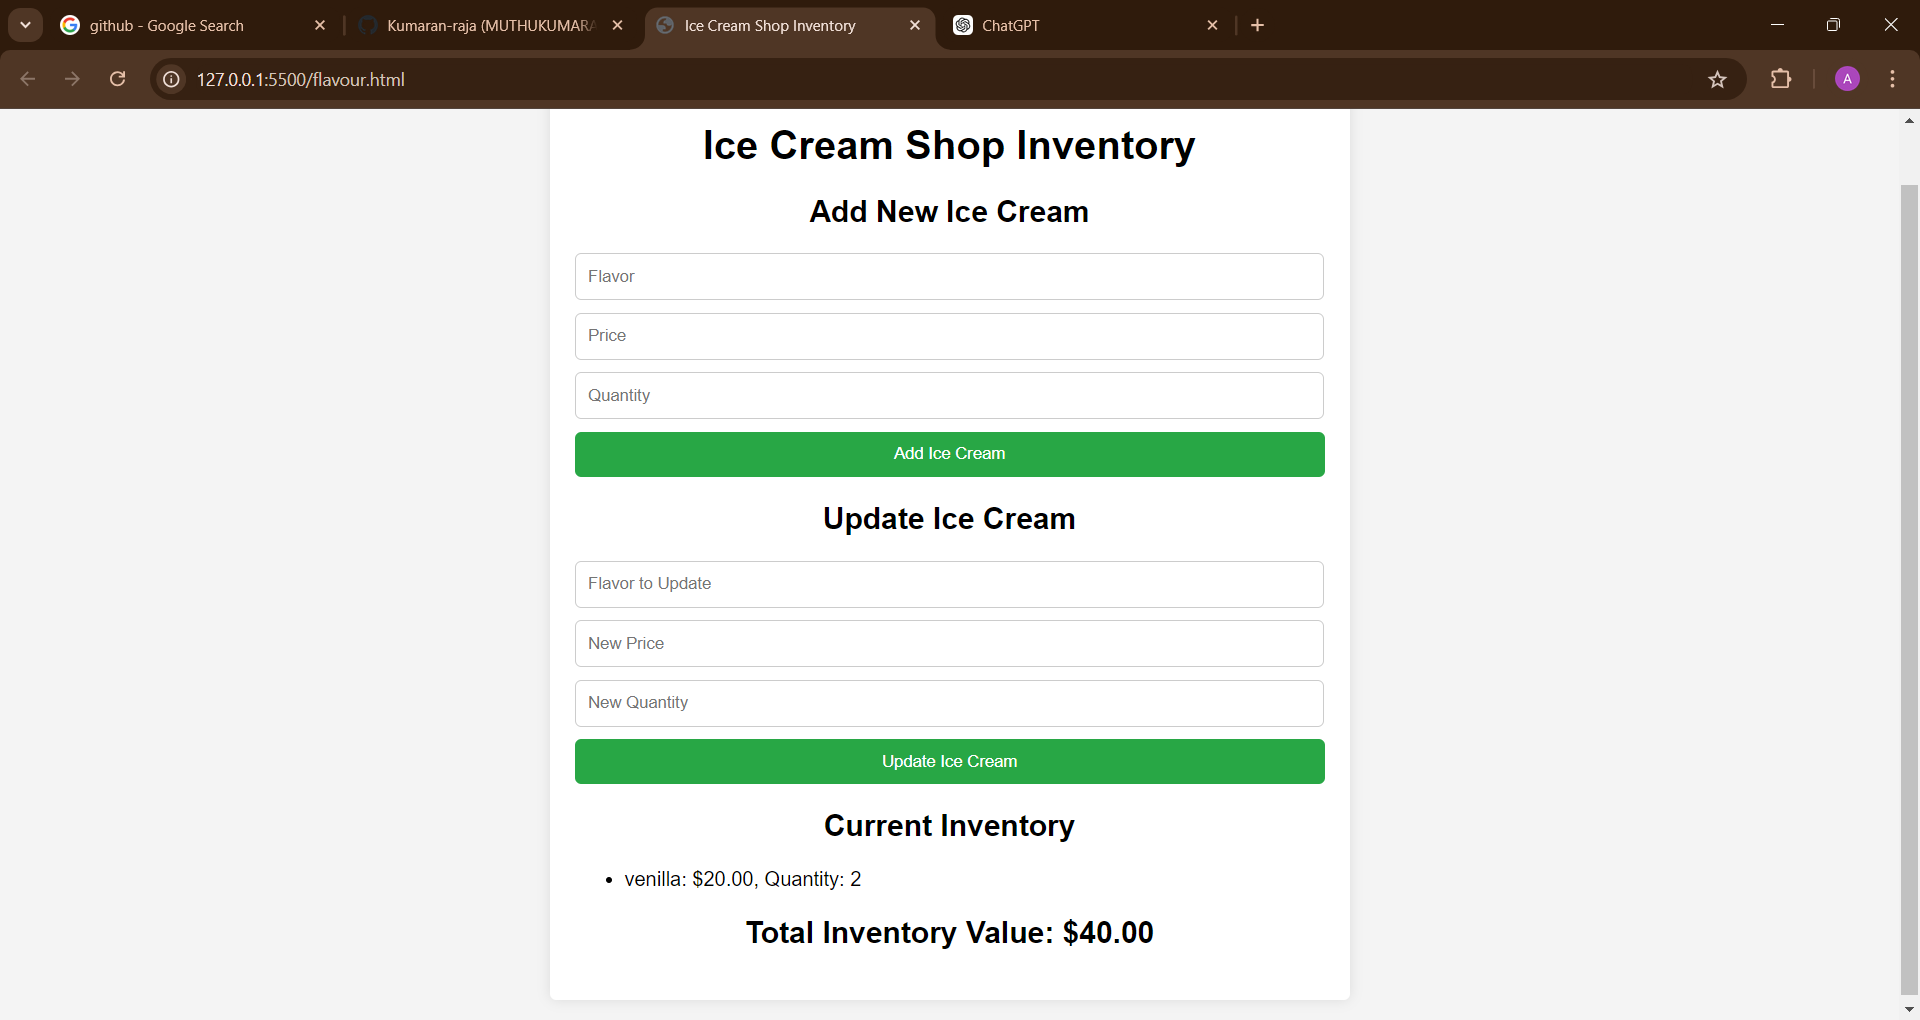 github - Google Search
Kumaran-raja (MUTHUKUMARA
Ice Cream Shop Inventory
ChatGPT
127.0.0.1:5500/flavour.html
A
Ice Cream Shop Inventory
Add New Ice Cream
Flavor
Price
Quantity
Add Ice Cream
Update Ice Cream
Flavor to Update
New Price
New Quantity
Update Ice Cream
Current Inventory
• venilla: $20.00, Quantity: 2
Total Inventory Value: $40.00